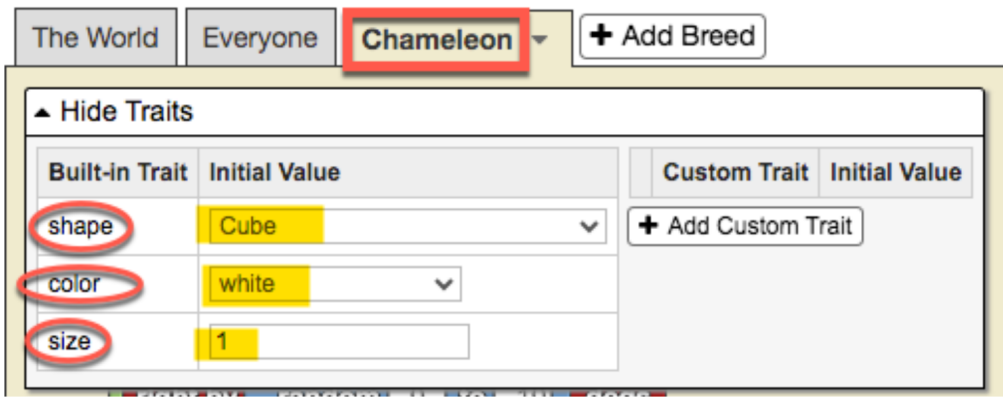 The World Everyone Chameleon + Add Breed
Hide Traits
Built-in Trait Initial Value Custom Trait Initial Value
shape Cube + Add Custom Trait
color white
size 1